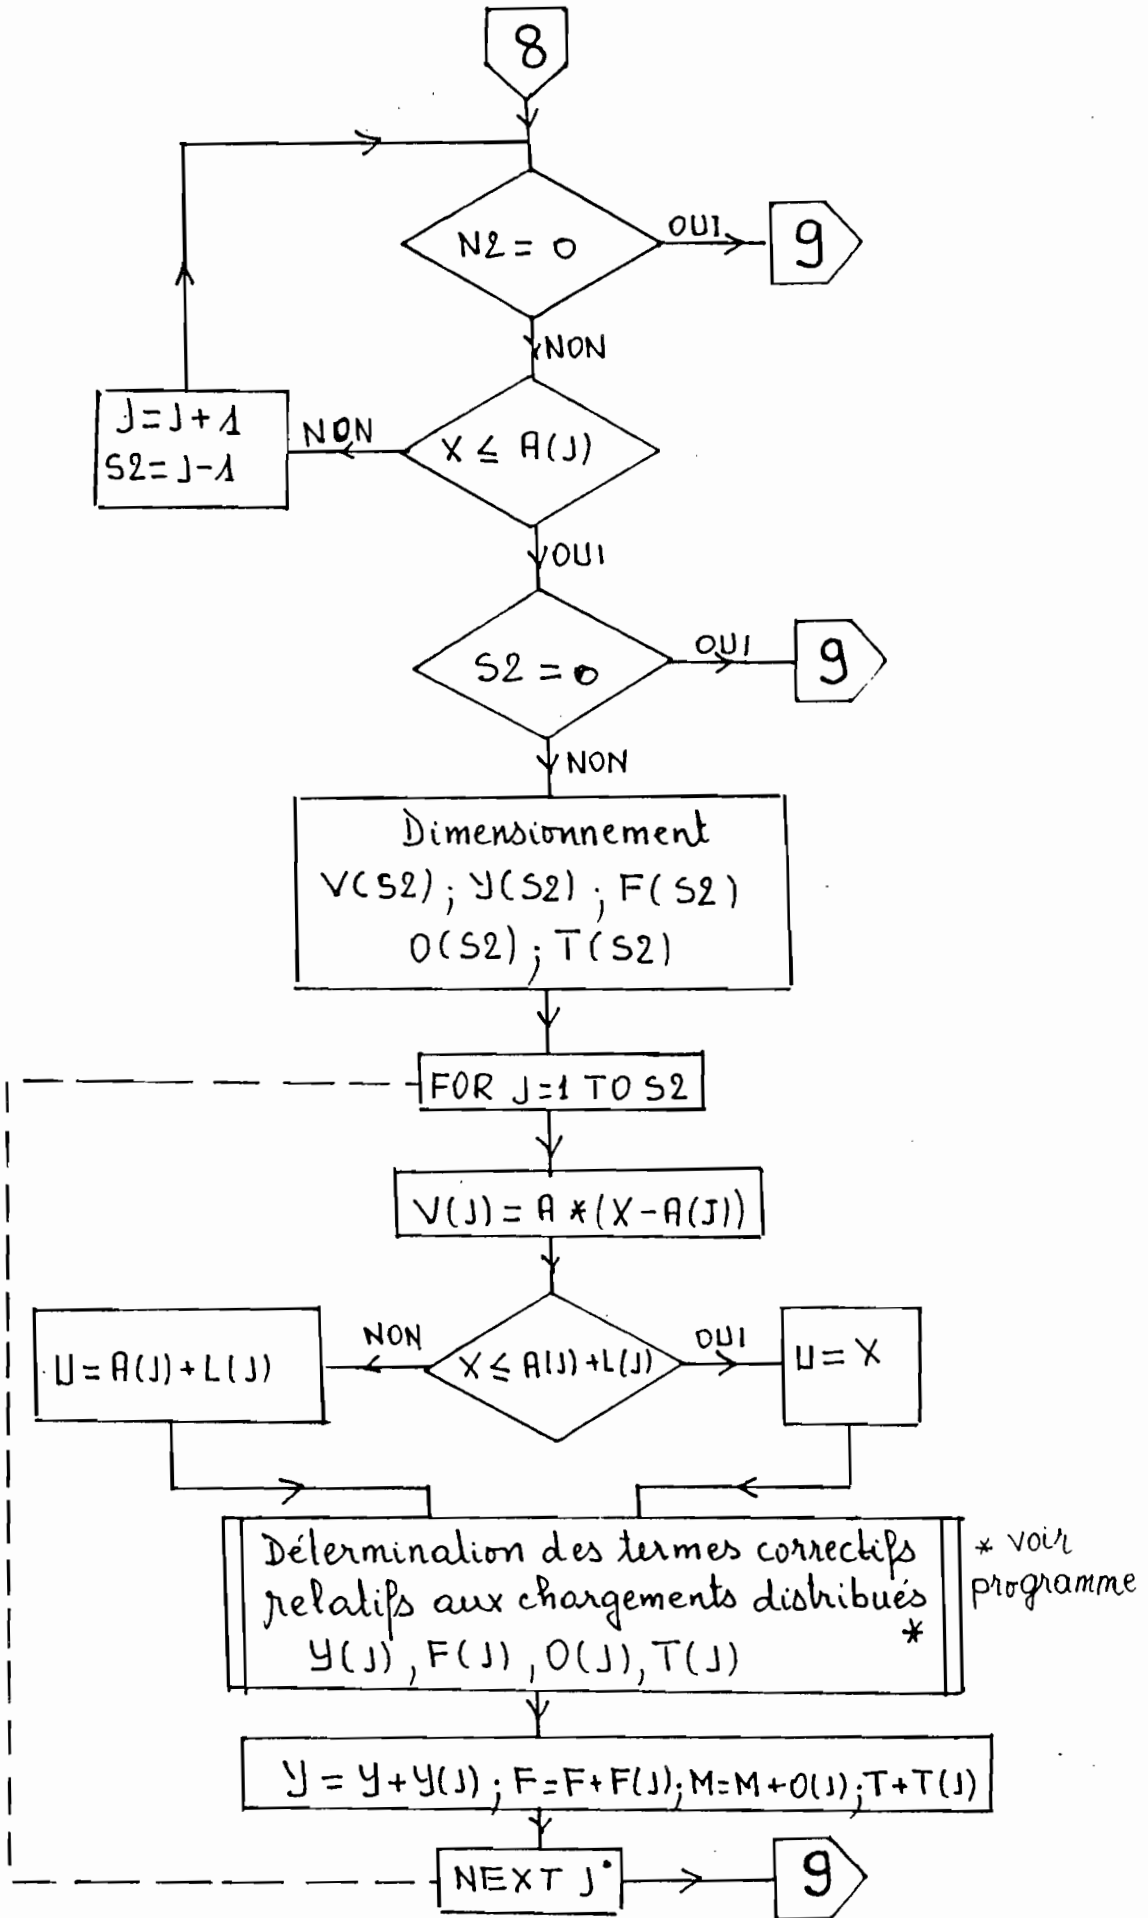 8
N2 = 0
OUI
9
NON
X ≤ A(J)
NON
J=J+1
S2=J-1
OUI
S2 = 0
OUI
9
NON
Dimensionnement
V(S2) ; Y(S2) ; F(S2)
O(S2) ; T(S2)
FOR J=1 TO S2
V(J) = A * (X - A(J))
X ≤ A(J)+L(J)
NON
U = A(J) + L(J)
OUI
U = X
Détermination des termes correctifs
relatifs aux chargements distribués
*
Y(J) , F(J) , O(J), T(J)
* voir
programme
Y = Y+Y(J) ; F=F+F(J) ; M=M+O(J) ; T+T(J)
NEXT J
9